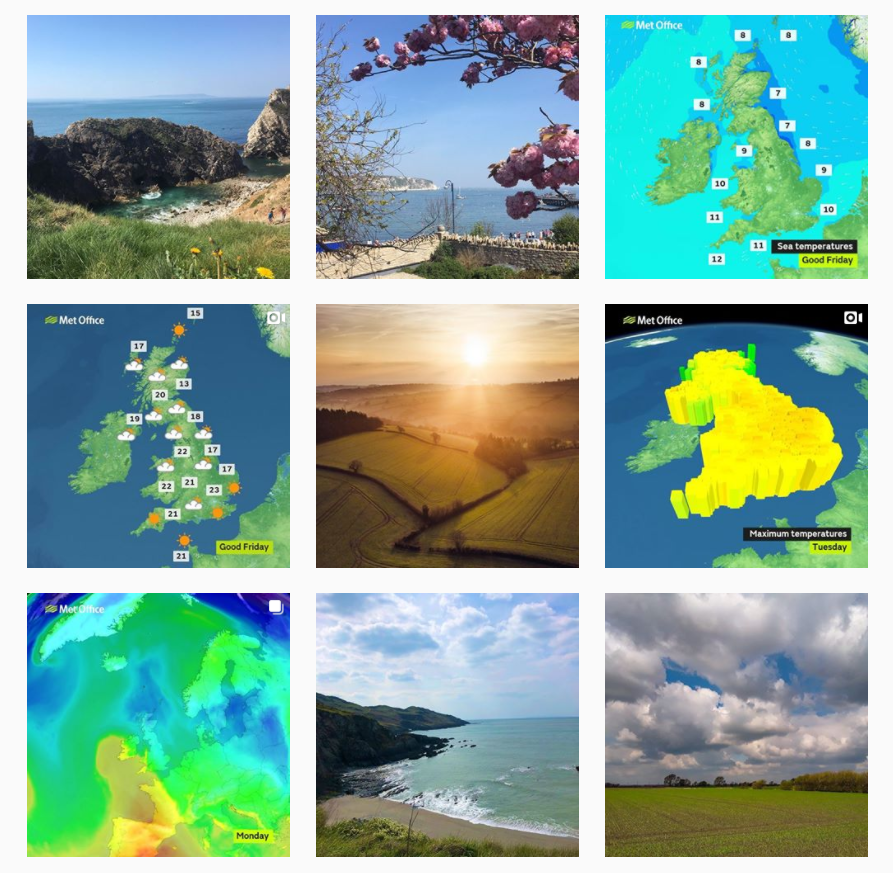 Met Office
8
8
8
7
8
7
8
9
9
10
10
11
11
12
Sea temperatures
Good Friday
Met Office
15
17
13
20
19
18
22
17
17
22
21
23
21
21
Good Friday
Met Office
Maximum temperatures
Tuesday
Met Office
Monday